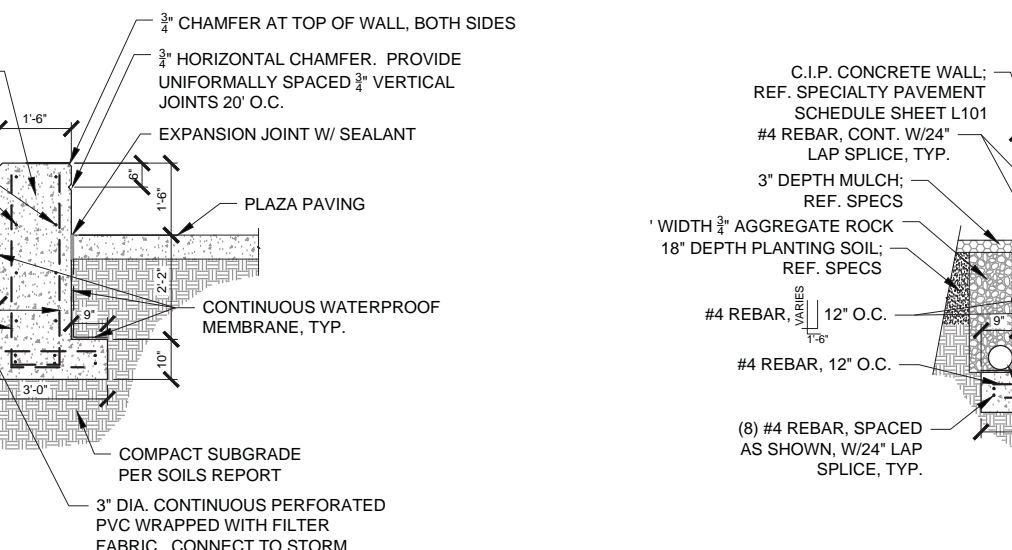 ¾" CHAMFER AT TOP OF WALL, BOTH SIDES
¾" HORIZONTAL CHAMFER. PROVIDE
UNIFORMALLY SPACED ¾" VERTICAL
JOINTS 20' O.C.
EXPANSION JOINT W/ SEALANT
1'-6"
6"
1'-6"
PLAZA PAVING
2'-2"
9"
CONTINUOUS WATERPROOF
MEMBRANE, TYP.
10"
3'-0"
COMPACT SUBGRADE
PER SOILS REPORT
3" DIA. CONTINUOUS PERFORATED
PVC WRAPPED WITH FILTER
FABRIC. CONNECT TO STORM
C.I.P. CONCRETE WALL;
REF. SPECIALTY PAVEMENT
SCHEDULE SHEET L101
#4 REBAR, CONT. W/24"
LAP SPLICE, TYP.
3" DEPTH MULCH;
REF. SPECS
' WIDTH ¾" AGGREGATE ROCK
18" DEPTH PLANTING SOIL;
REF. SPECS
#4 REBAR, VARIES 12" O.C.
1'-6"
9"
#4 REBAR, 12" O.C.
(8) #4 REBAR, SPACED
AS SHOWN, W/24" LAP
SPLICE, TYP.